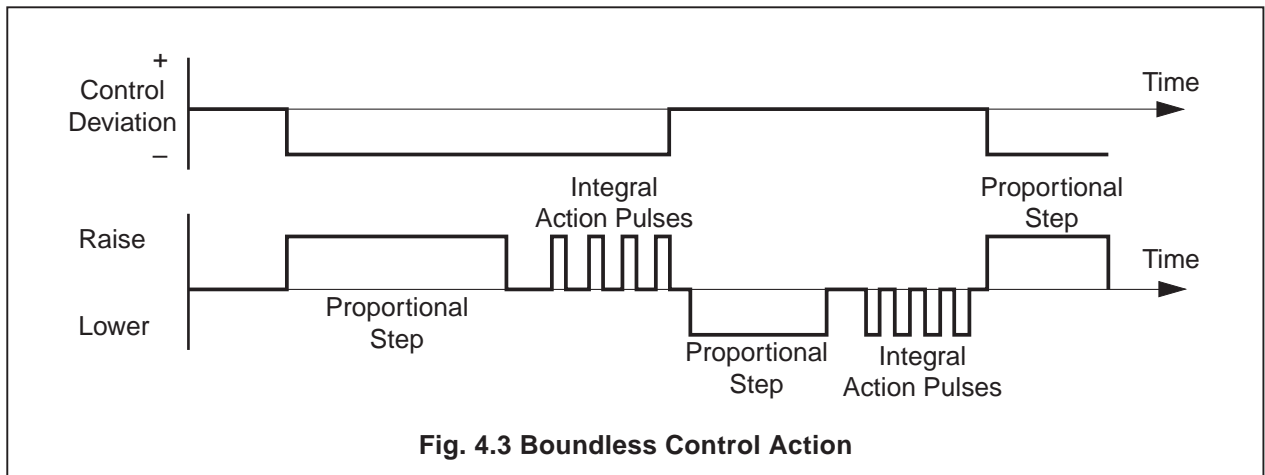 +
Control
Deviation
–
Time
Integral
Action Pulses
Proportional
Step
Raise
Time
Proportional
Step
Lower
Proportional
Step
Integral
Action Pulses
Fig. 4.3 Boundless Control Action